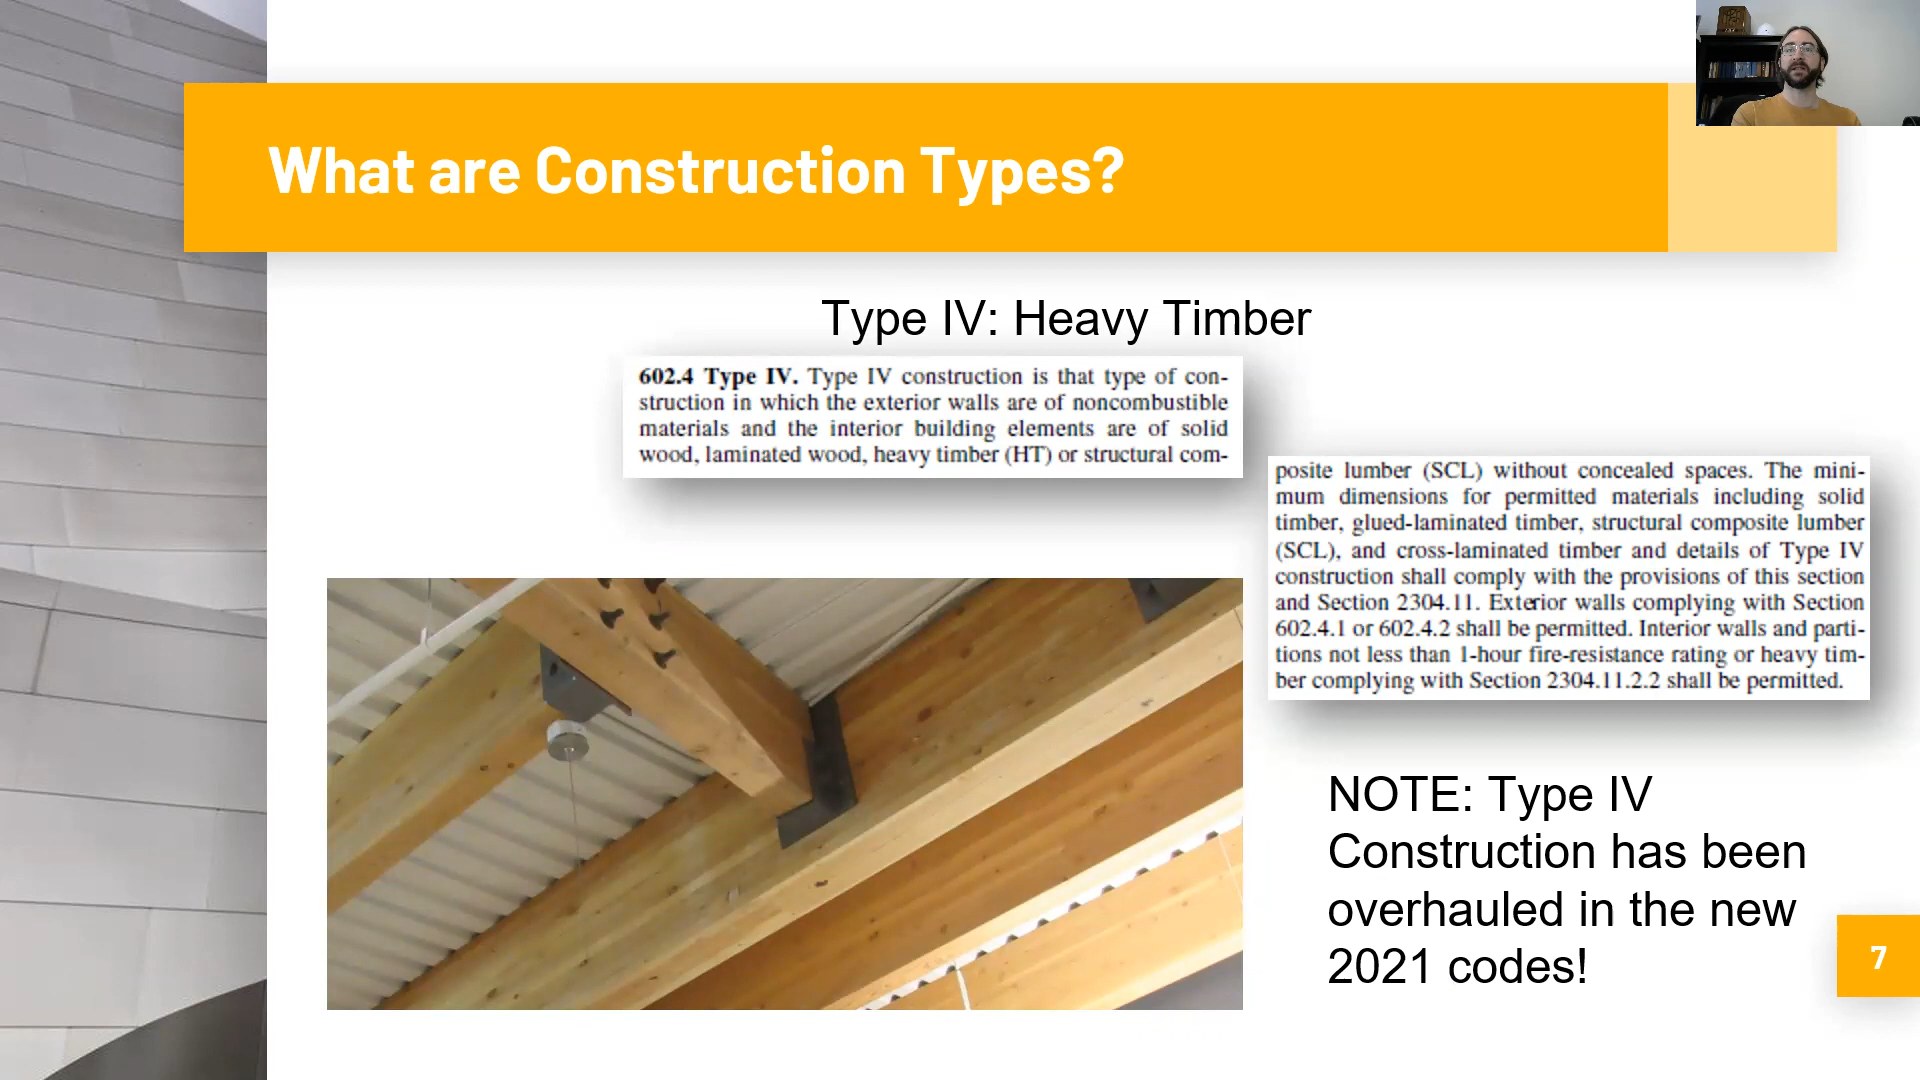 What are Construction Types?
Type IV: Heavy Timber
602.4 Type IV. Type IV construction is that type of con-
struction in which the exterior walls are of noncombustible
materials and the interior building elements are of solid
wood, laminated wood, heavy timber (HT) or structural com-
posite lumber (SCL) without concealed spaces. The mini-
mum dimensions for permitted materials including solid
timber, glued-laminated timber, structural composite lumber
(SCL), and cross-laminated timber and details of Type IV
construction shall comply with the provisions of this section
and Section 2304.11. Exterior walls complying with Section
602.4.1 or 602.4.2 shall be permitted. Interior walls and parti-
tions not less than 1-hour fire-resistance rating or heavy tim-
ber complying with Section 2304.11.2.2 shall be permitted.
NOTE: Type IV
Construction has been
overhauled in the new
2021 codes!
7